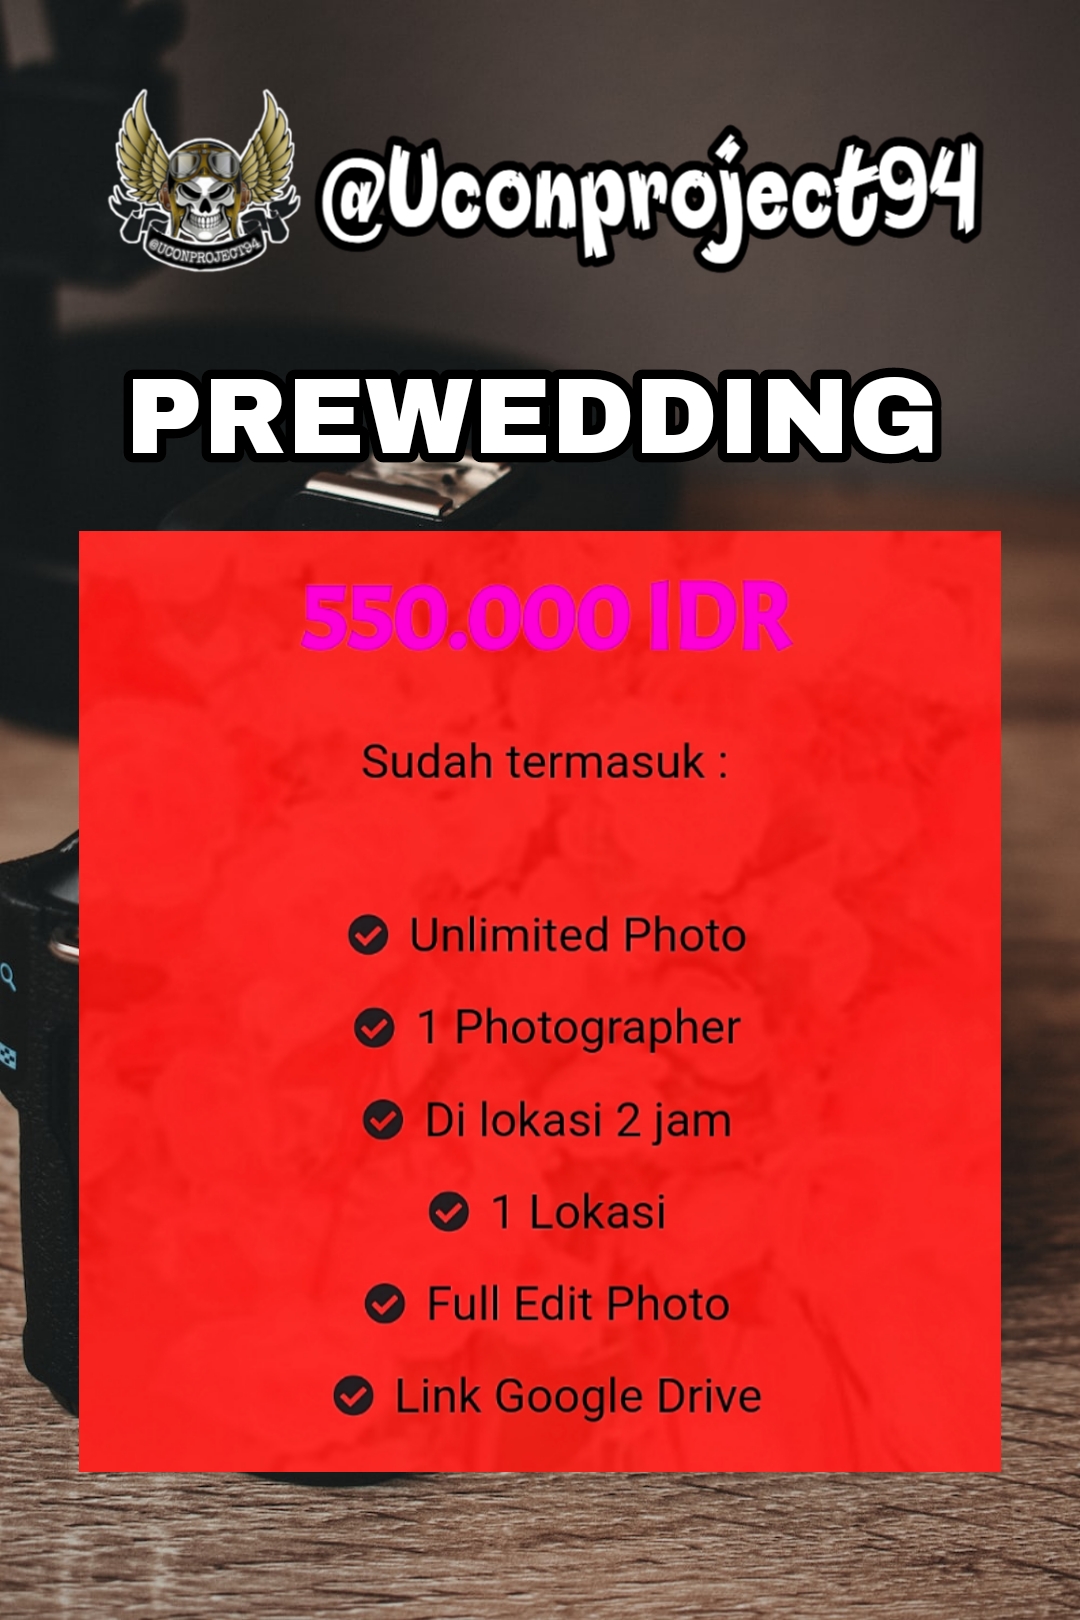 @UCONPROJECT94
@Uconproject94
PREWEDDING
550.000 IDR
Sudah termasuk :
Unlimited Photo
1 Photographer
Di lokasi 2 jam
1 Lokasi
Full Edit Photo
Link Google Drive